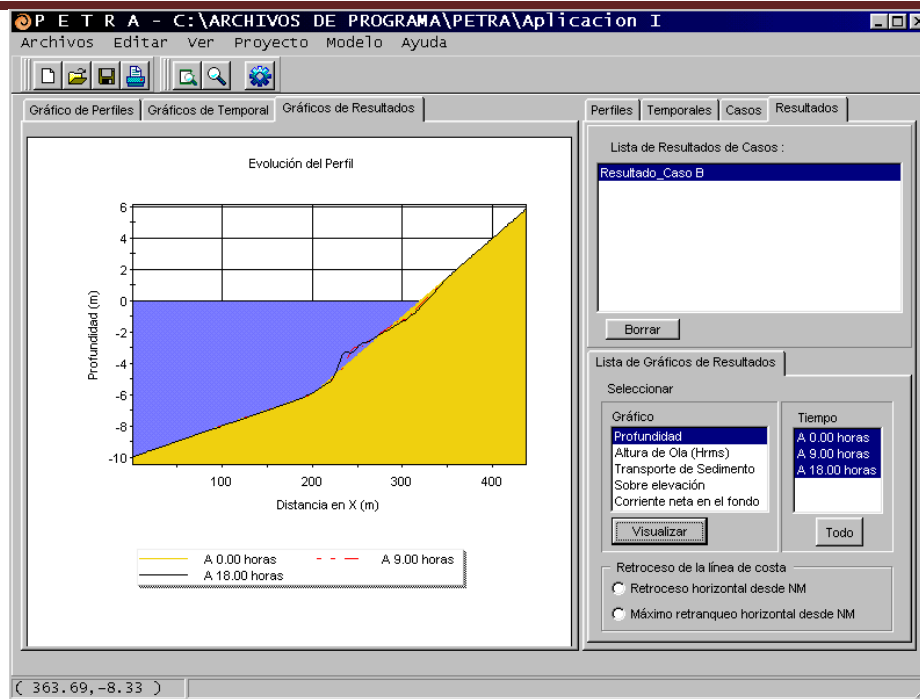 P E T R A - C:\ARCHIVOS DE PROGRAMA\PETRA\Aplicacion I
Archivos Editar Ver Proyecto Modelo Ayuda
Gráfico de Perfiles Gráficos de Temporal Gráficos de Resultados
Evolución del Perfil
6
4
2
0
-2
-4
-6
-8
-10
Profundidad (m)
100 200 300 400
Distancia en X (m)
A 0.00 horas A 9.00 horas
A 18.00 horas
Perfiles Temporales Casos Resultados
Lista de Resultados de Casos :
Resultado_Caso B
Borrar
Lista de Gráficos de Resultados
Seleccionar
Gráfico
Profundidad
Altura de Ola (Hrms)
Transporte de Sedimento
Sobre elevación
Corriente neta en el fondo
Visualizar
Tiempo
A 0.00 horas
A 9.00 horas
A 18.00 horas
Todo
Retroceso de la línea de costa
Retroceso horizontal desde NM
Máximo retranqueo horizontal desde NM
( 363.69,-8.33 )